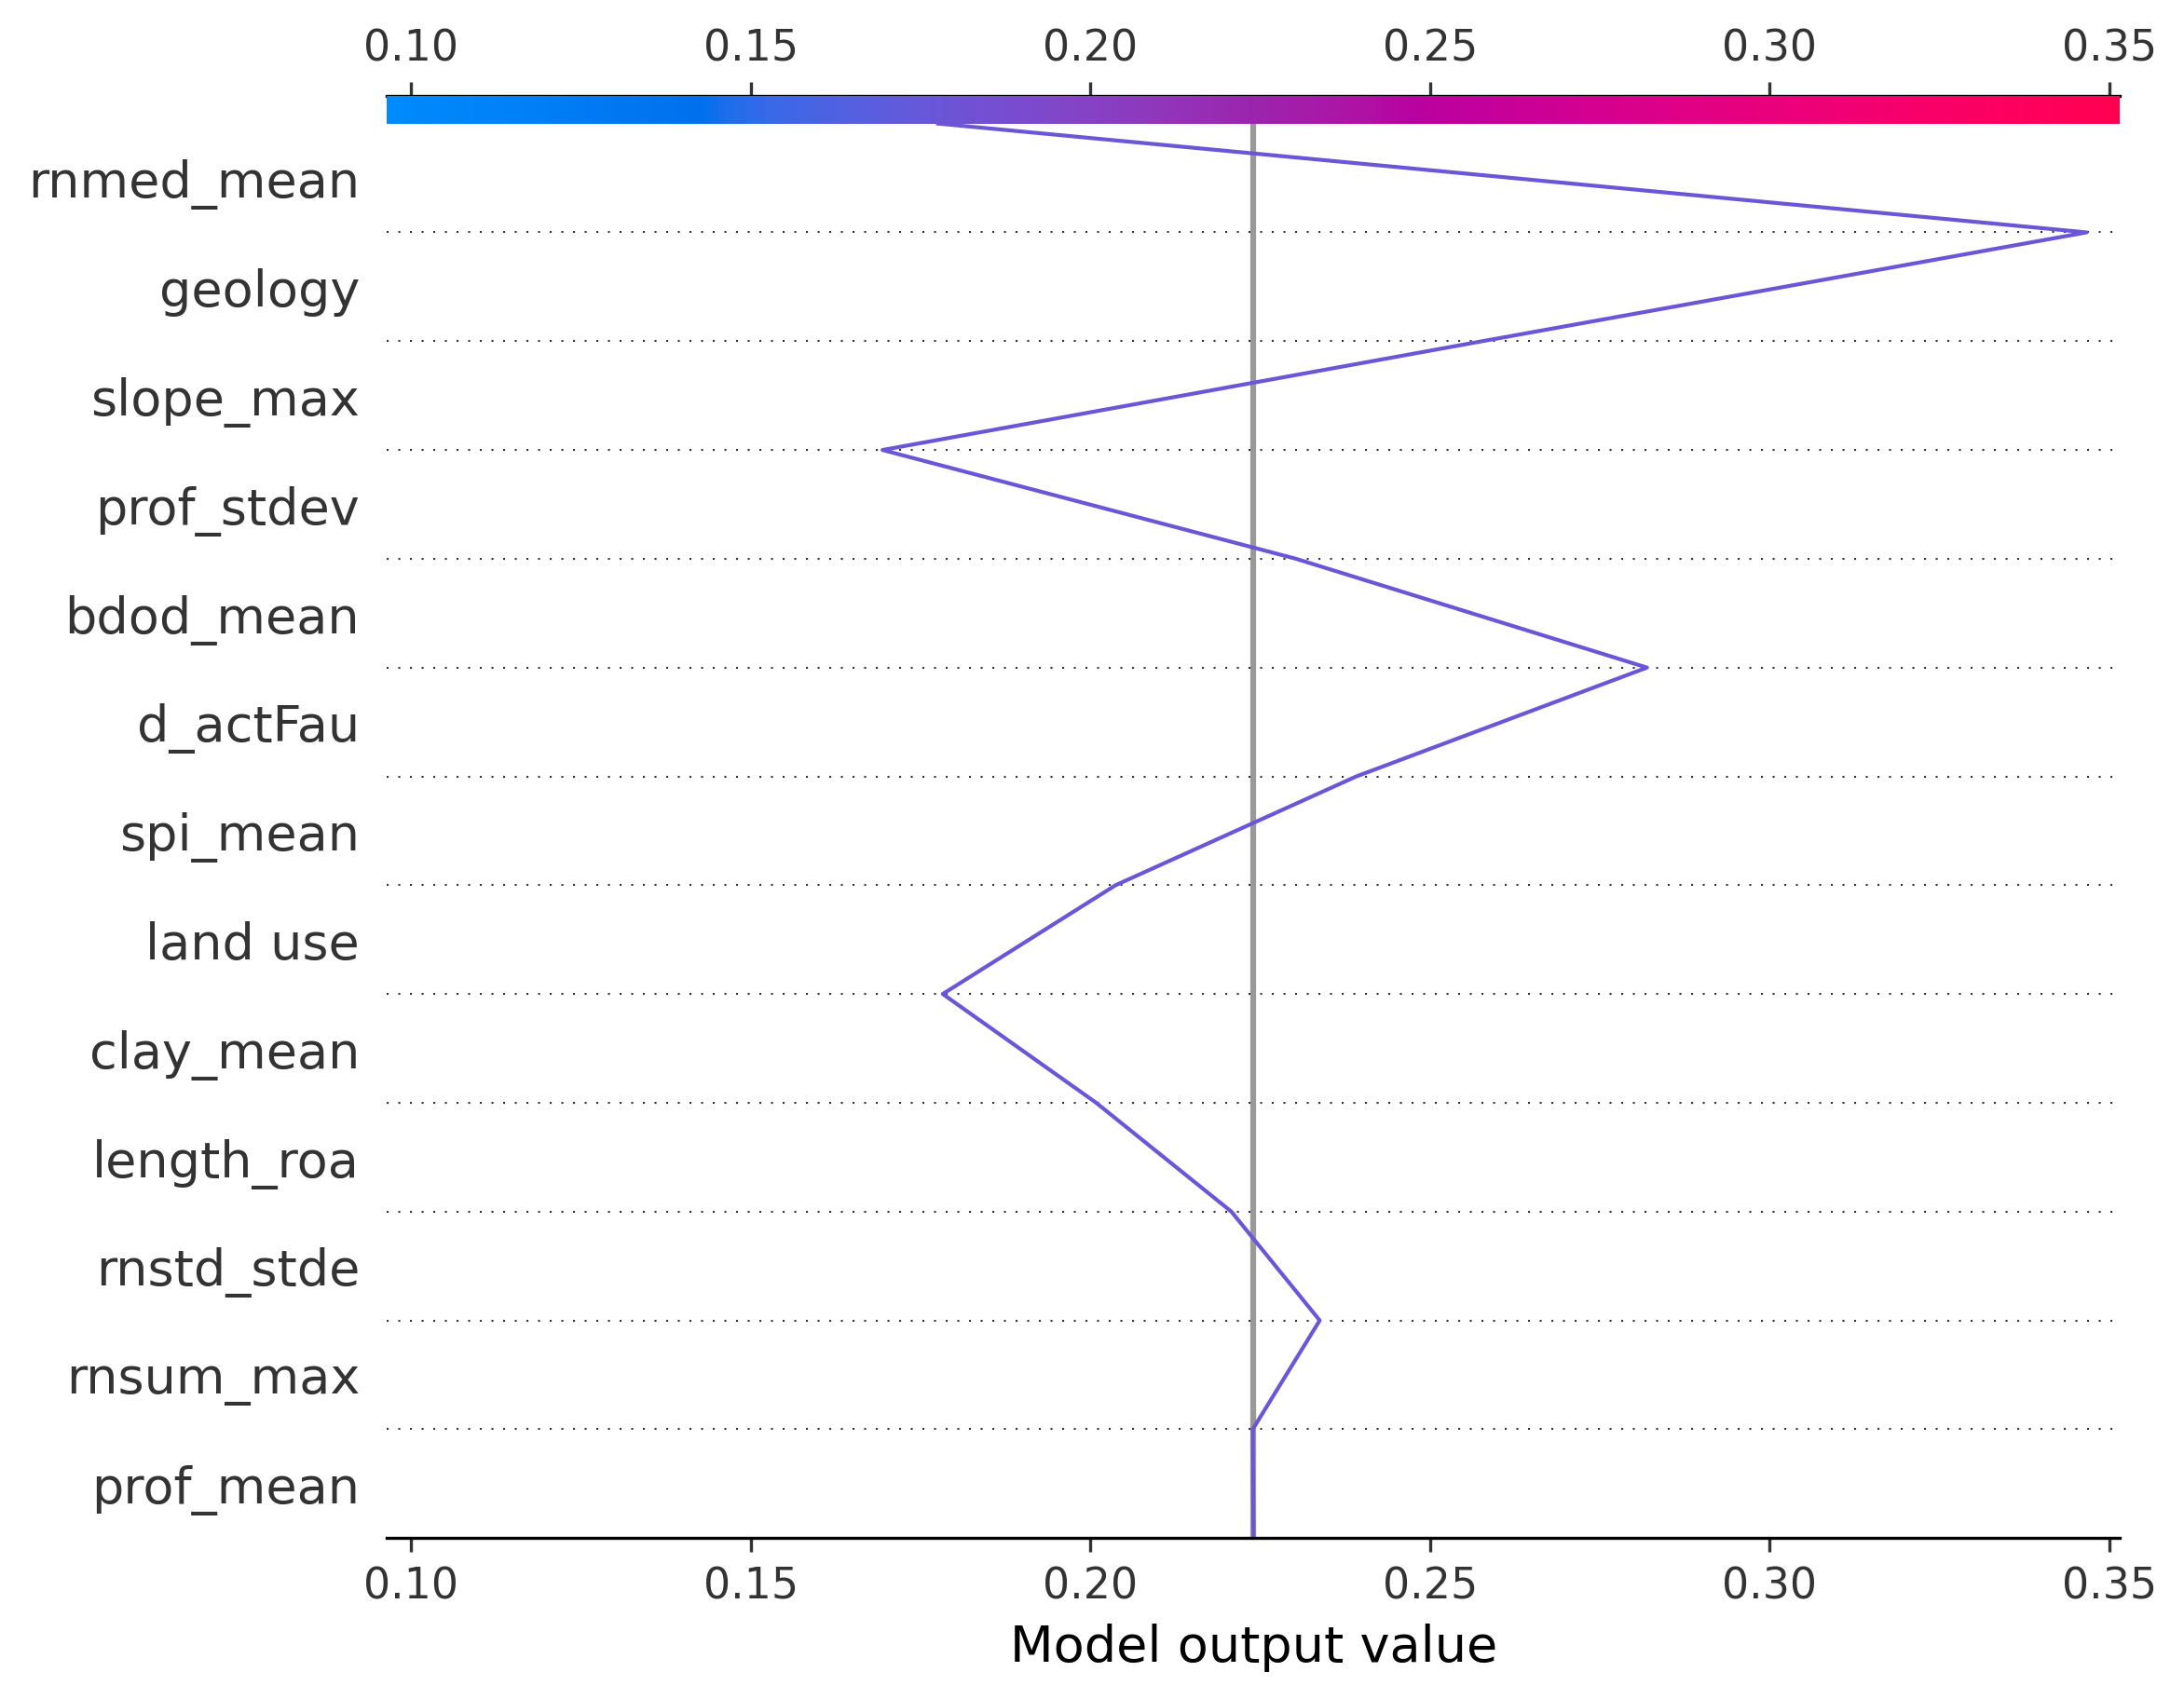 0.10 0.15 0.20 0.25 0.30 0.35
rnmed_mean
geology
slope_max
prof_stdev
bdod_mean
d_actFau
spi_mean
land use
clay_mean
length_roa
rnstd_stde
rnsum_max
prof_mean
0.10 0.15 0.20 0.25 0.30 0.35
Model output value